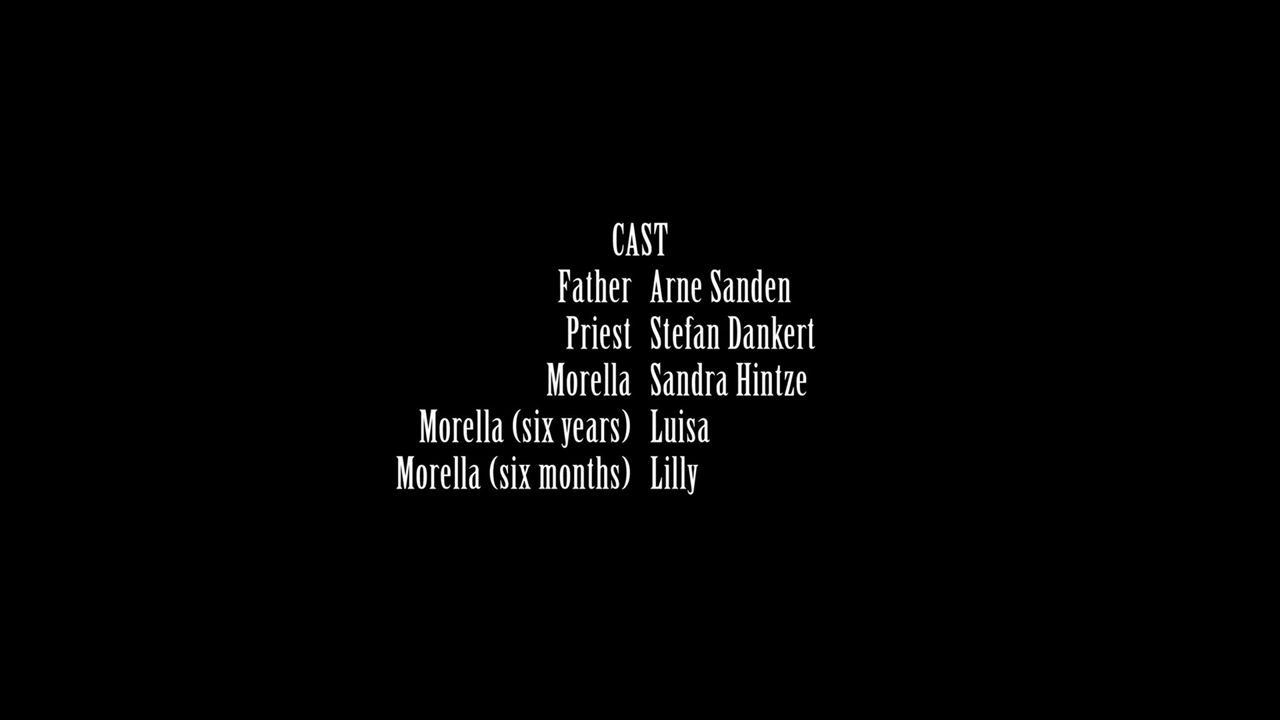 CAST
Father Arne Sanden
Priest Stefan Dankert
Morella Sandra Hintze
Morella (six years) Luisa
Morella (six months) Lilly